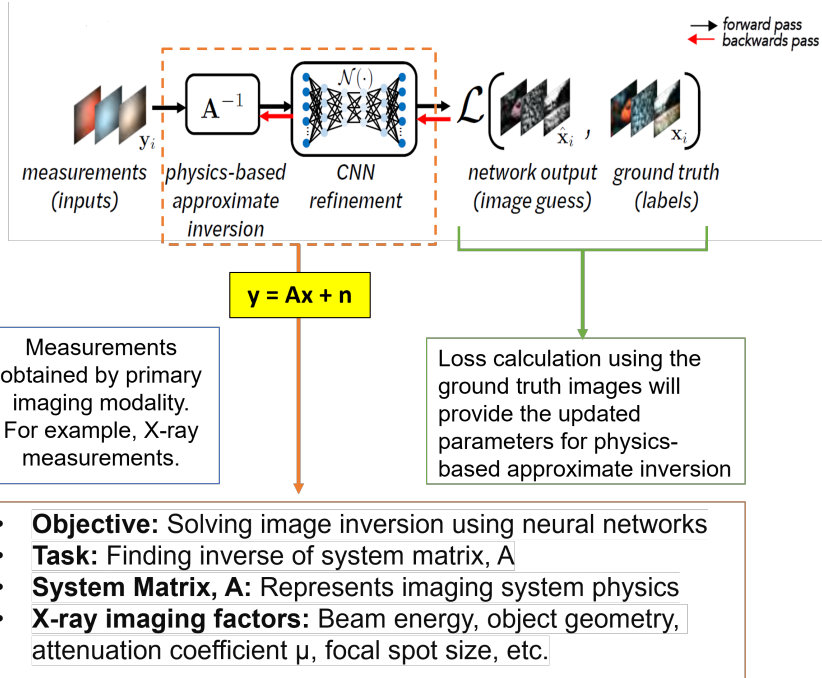 forward pass
backwards pass
A⁻¹
𝒩(·)
ℒ( x̂ᵢ , xᵢ )
yᵢ
measurements
(inputs)
physics-based
approximate
inversion
CNN
refinement
network output
(image guess)
ground truth
(labels)
y = Ax + n
Measurements
obtained by primary
imaging modality.
For example, X-ray
measurements.
Loss calculation using the
ground truth images will
provide the updated
parameters for physics-
based approximate inversion
• Objective: Solving image inversion using neural networks
• Task: Finding inverse of system matrix, A
• System Matrix, A: Represents imaging system physics
• X-ray imaging factors: Beam energy, object geometry,
attenuation coefficient μ, focal spot size, etc.